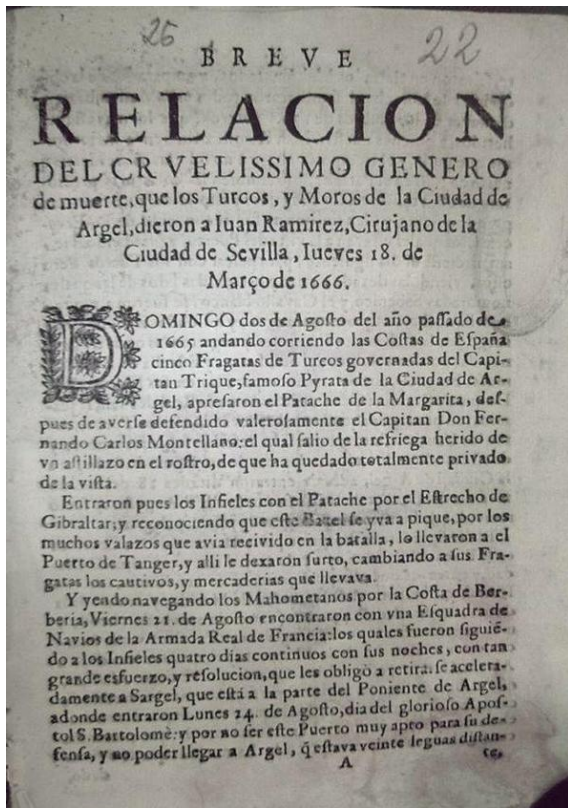 26
22
BREVE
RELACION
DEL CRVELISSIMO GENERO
de muerte, que los Turcos, y Moros de la Ciudad de
Argel, dieron a Iuan Ramirez, Cirujano de la
Ciudad de Sevilla, Iueves 18. de
Março de 1666.
DOMINGO dos de Agosto del año passado de
1665 andando corriendo las Costas de España
cinco Fragatas de Turcos governadas del Capi-
tan Trique, famoso Pyrata de la Ciudad de Ar-
gel, apresaron el Patache de la Margarita, des-
pues de averse defendido valerosamente el Capitan Don Fer-
nando Carlos Montellano: el qual salio de la refriega herido de
vn astillazo en el rostro, de que ha quedado totalmente privado
de la vista.
Entraron pues los Infieles con el Patache por el Estrecho de
Gibraltar; y reconociendo que este Baxel se yva a pique, por los
muchos valazos que avia recivido en la batalla, lo llevaron a el
Puerto de Tanger, y alli le dexaron surto, cambiando a sus Fra-
gatas los cautivos, y mercaderias que llevava.
Y yendo navegando los Mahometanos por la Costa de Ber-
beria, Viernes 21. de Agosto encontraron con vna Esquadra de
Navios de la Armada Real de Francia: los quales fueron siguiē-
do a los Infieles quatro dias continuos con sus noches, con tan
grande esfuerzo, y resolucion, que les obligò a retirarse acelera-
damente a Sargel, que està a la parte del Poniente de Argel,
adonde entraron Lunes 24. de Agosto, dia del glorioso Apos-
tol S. Bartolomè: y por no ser este Puerto muy apto para su de-
fensa, y no poder llegar a Argel, q̄ estava veinte leguas distan-
A
te,